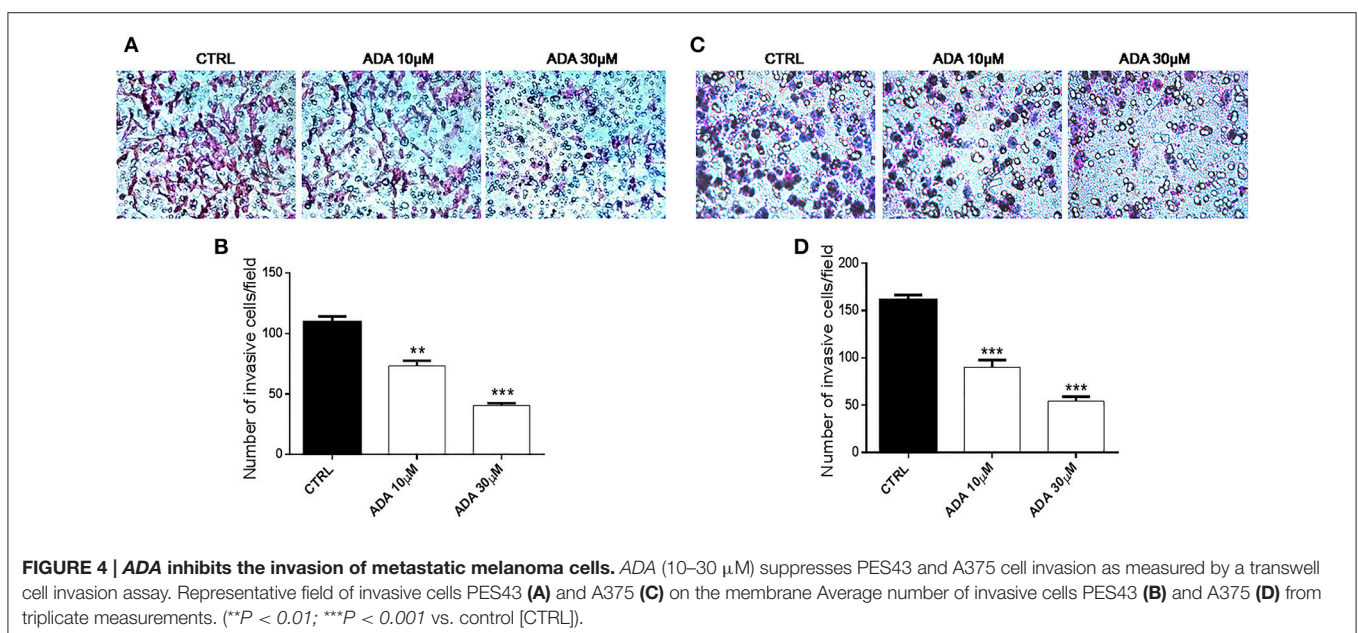 A
CTRL ADA 10µM ADA 30µM
C
CTRL ADA 10µM ADA 30µM
B
Number of invasive cells/field
150
100
50
0
**
***
CTRL
ADA 10µM
ADA 30µM
D
Number of invasive cells/field
200
150
100
50
0
***
***
CTRL
ADA 10µM
ADA 30µM
FIGURE 4 | ADA inhibits the invasion of metastatic melanoma cells. ADA (10–30 µM) suppresses PES43 and A375 cell invasion as measured by a transwell
cell invasion assay. Representative field of invasive cells PES43 (A) and A375 (C) on the membrane Average number of invasive cells PES43 (B) and A375 (D) from
triplicate measurements. (**P < 0.01; ***P < 0.001 vs. control [CTRL]).